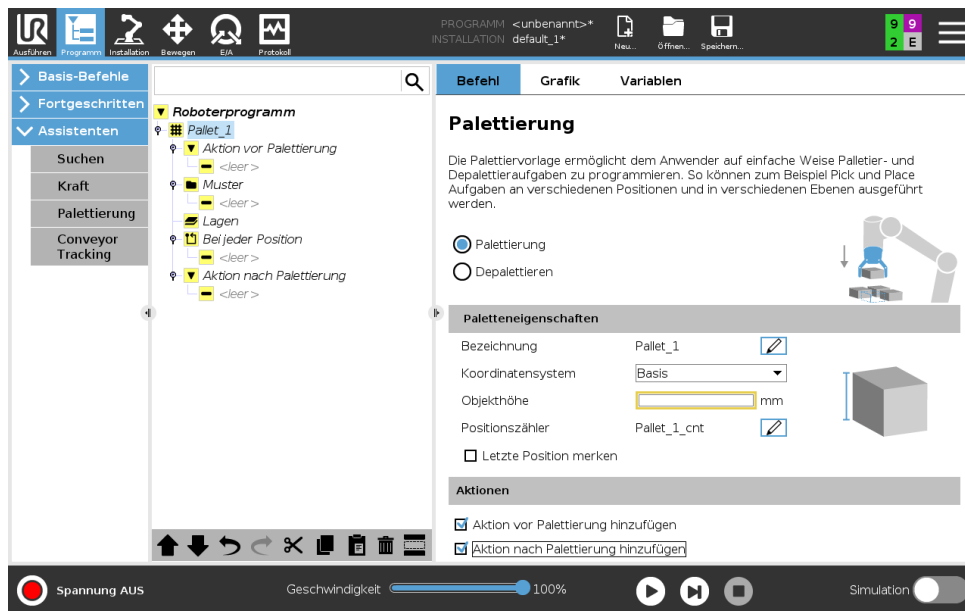 PROGRAMM <unbenannt>*
INSTALLATION default_1*
Ausführen Programm Installation Bewegen E/A Protokoll Neu... Öffnen... Speichern...
9 9
2 E
Basis-Befehle
Fortgeschritten
Assistenten
Suchen
Kraft
Palettierung
Conveyor
Tracking
Roboterprogramm
Pallet_1
Aktion vor Palettierung
<leer>
Muster
<leer>
Lagen
Bei jeder Position
<leer>
Aktion nach Palettierung
<leer>
Befehl Grafik Variablen
Palettierung
Die Palettiervorlage ermöglicht dem Anwender auf einfache Weise Palletier- und
Depalettieraufgaben zu programmieren. So können zum Beispiel Pick und Place
Aufgaben an verschiedenen Positionen und in verschiedenen Ebenen ausgeführt
werden.
Palettierung
Depalettieren
Paletteneigenschaften
Bezeichnung Pallet_1
Koordinatensystem Basis
Objekthöhe mm
Positionszähler Pallet_1_cnt
Letzte Position merken
Aktionen
Aktion vor Palettierung hinzufügen
Aktion nach Palettierung hinzufügen
Spannung AUS Geschwindigkeit 100% Simulation